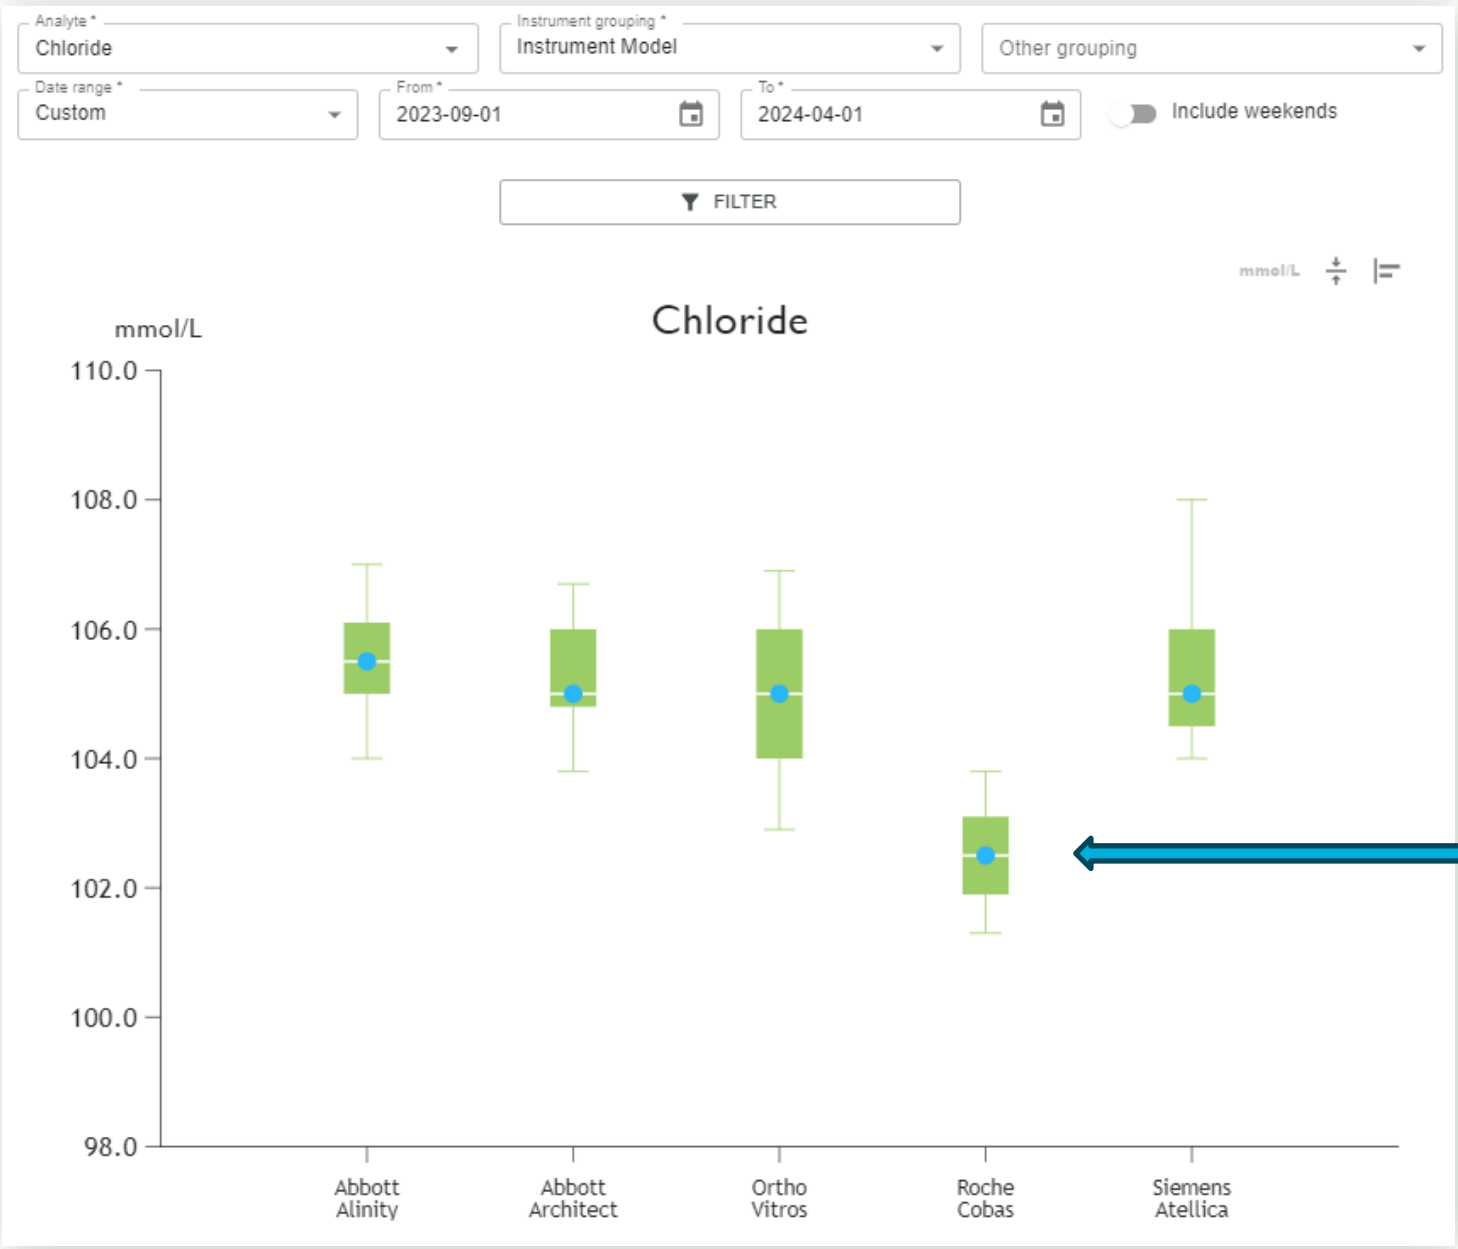 Analyte *
Chloride
Instrument grouping *
Instrument Model
Other grouping
Date range *
Custom
From *
2023-09-01
To *
2024-04-01
Include weekends
FILTER
mmol/L
Chloride
mmol/L
110.0
108.0
106.0
104.0
102.0
100.0
98.0
Abbott
Alinity
Abbott
Architect
Ortho
Vitros
Roche
Cobas
Siemens
Atellica